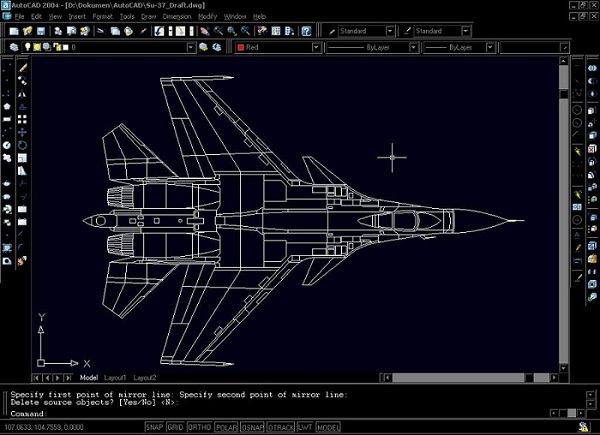 AutoCAD 2004 - [D:\Dokumen\AutoCAD\Su-37_Draft.dwg]
File Edit View Insert Format Tools Draw Dimension Modify Window Help
Standard Standard
0 Red ByLayer ByLayer
Y
X
Model Layout1 Layout2
Specify first point of mirror line: Specify second point of mirror line:
Delete source objects? [Yes/No] <N>:
Command:
107.0633, 104.7559, 0.0000 SNAP GRID ORTHO POLAR OSNAP OTRACK LWT MODEL